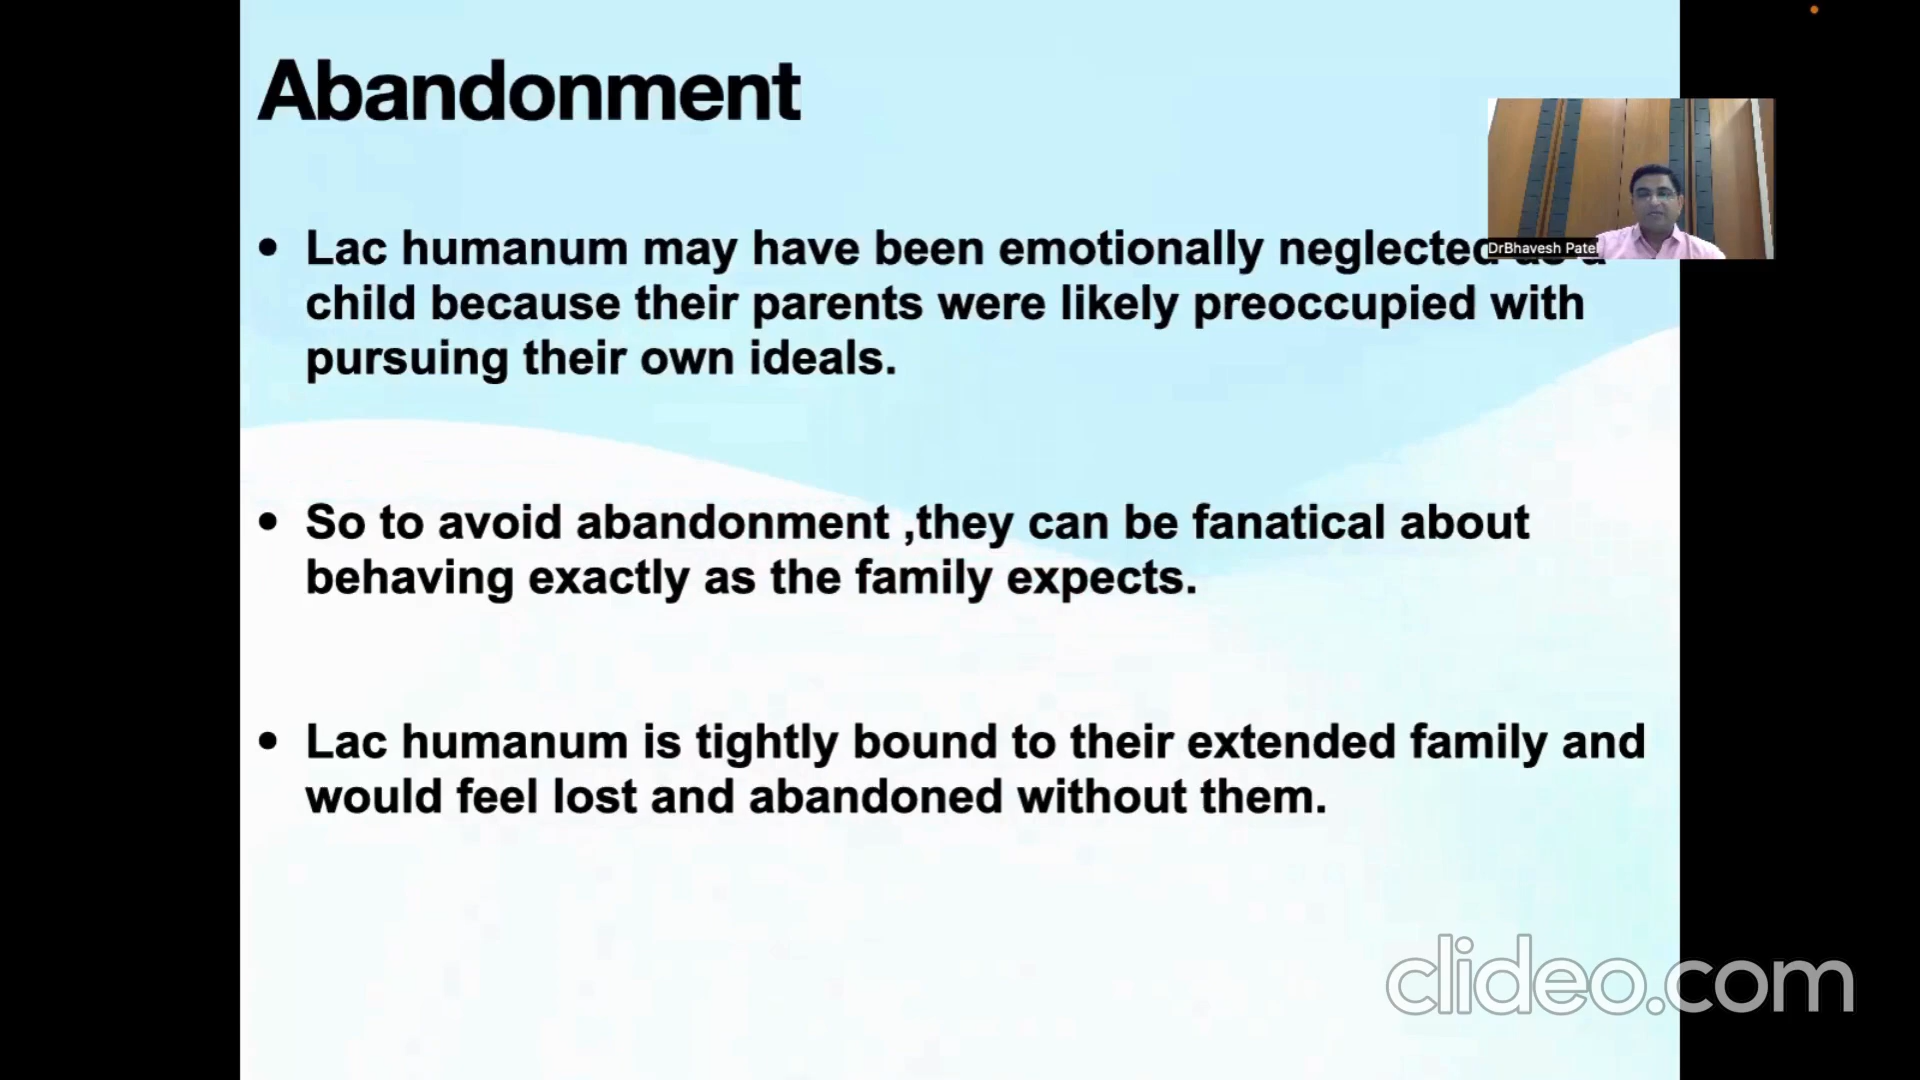 Abandonment
• Lac humanum may have been emotionally neglected as a
child because their parents were likely preoccupied with
pursuing their own ideals.
DrBhavesh Patel
• So to avoid abandonment ,they can be fanatical about
behaving exactly as the family expects.
• Lac humanum is tightly bound to their extended family and
would feel lost and abandoned without them.
clideo.com